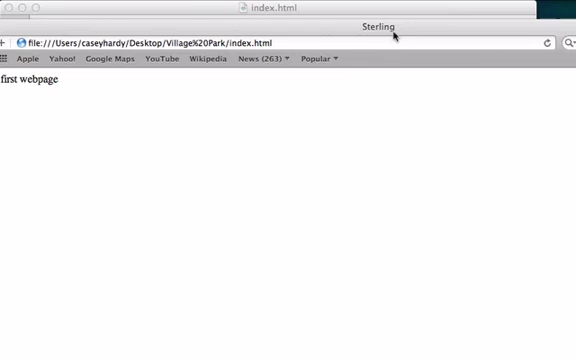 index.html
Sterling
file:///Users/caseyhardy/Desktop/Village%20Park/index.html
Apple Yahoo! Google Maps YouTube Wikipedia News (263) Popular
first webpage